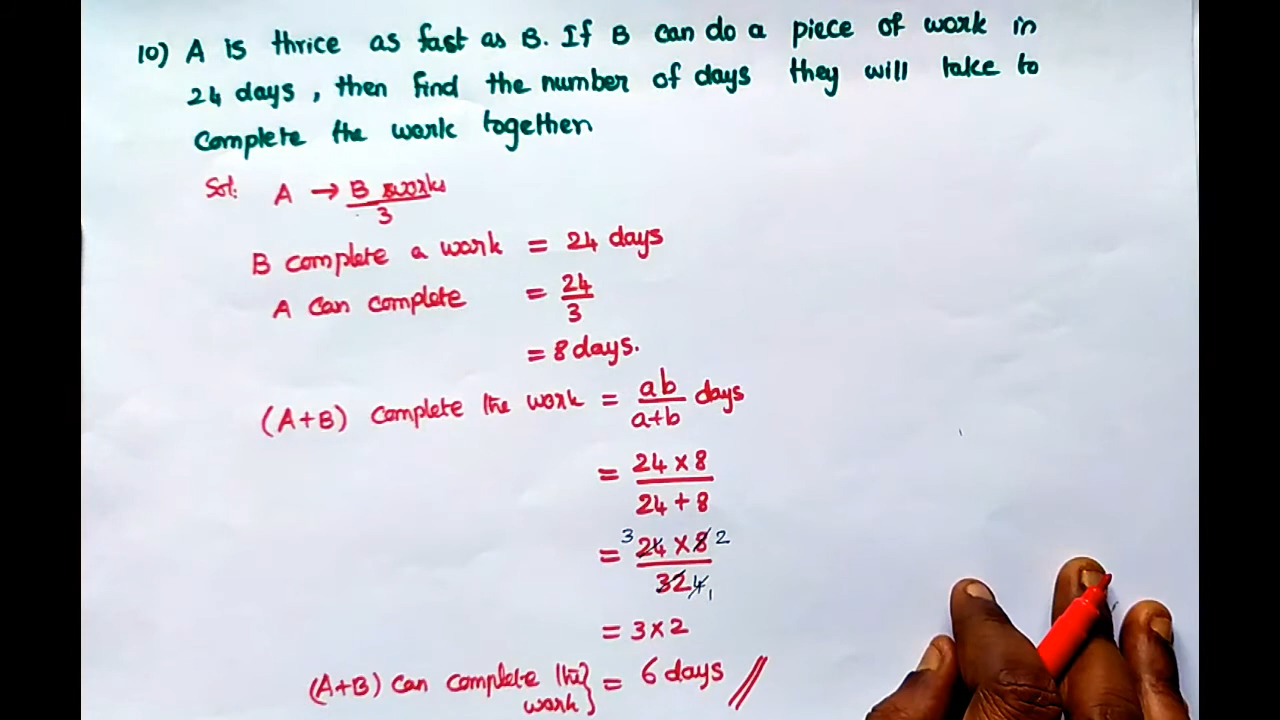 10) A is thrice as fast as B. If B can do a piece of work in
24 days, then find the number of days they will take to
complete the work together
Sol: A → B works / 3
B complete a work = 24 days
A can complete = 24/3
= 8 days.
(A+B) complete the work = ab/a+b days
= 24 × 8 / 24 + 8
= 3 24 × 8 2 / 32 4 1
= 3×2
(A+B) can complete the work} = 6 days //